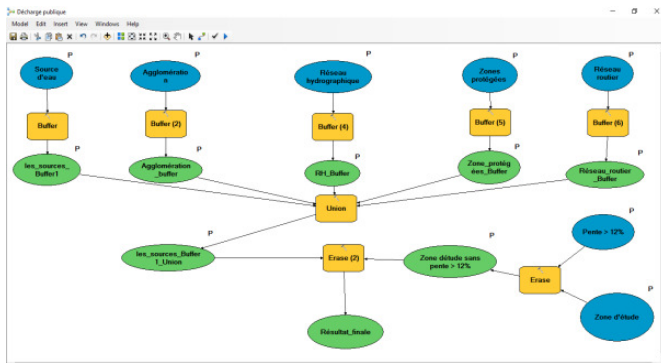 Décharge publique
Model Edit Insert View Windows Help
P P P P P
Source
d'eau
Agglomératio
n
Réseau
hydrographique
Zones
protégées
Réseau
routier
Buffer
Buffer (2)
Buffer (4)
Buffer (5)
Buffer (6)
P P P P P
les_sources_
Buffer1
Agglomération
_buffer
RH_Buffer
Zone_protég
ées_Buffer
Réseau_routier
_Buffer
Union
P
P
Pente > 12%
les_sources_Buffer
1_Union
Erase (2)
Zone détude sans
pente > 12%
Erase
P
P
Résultat_finale
Zone d'étude